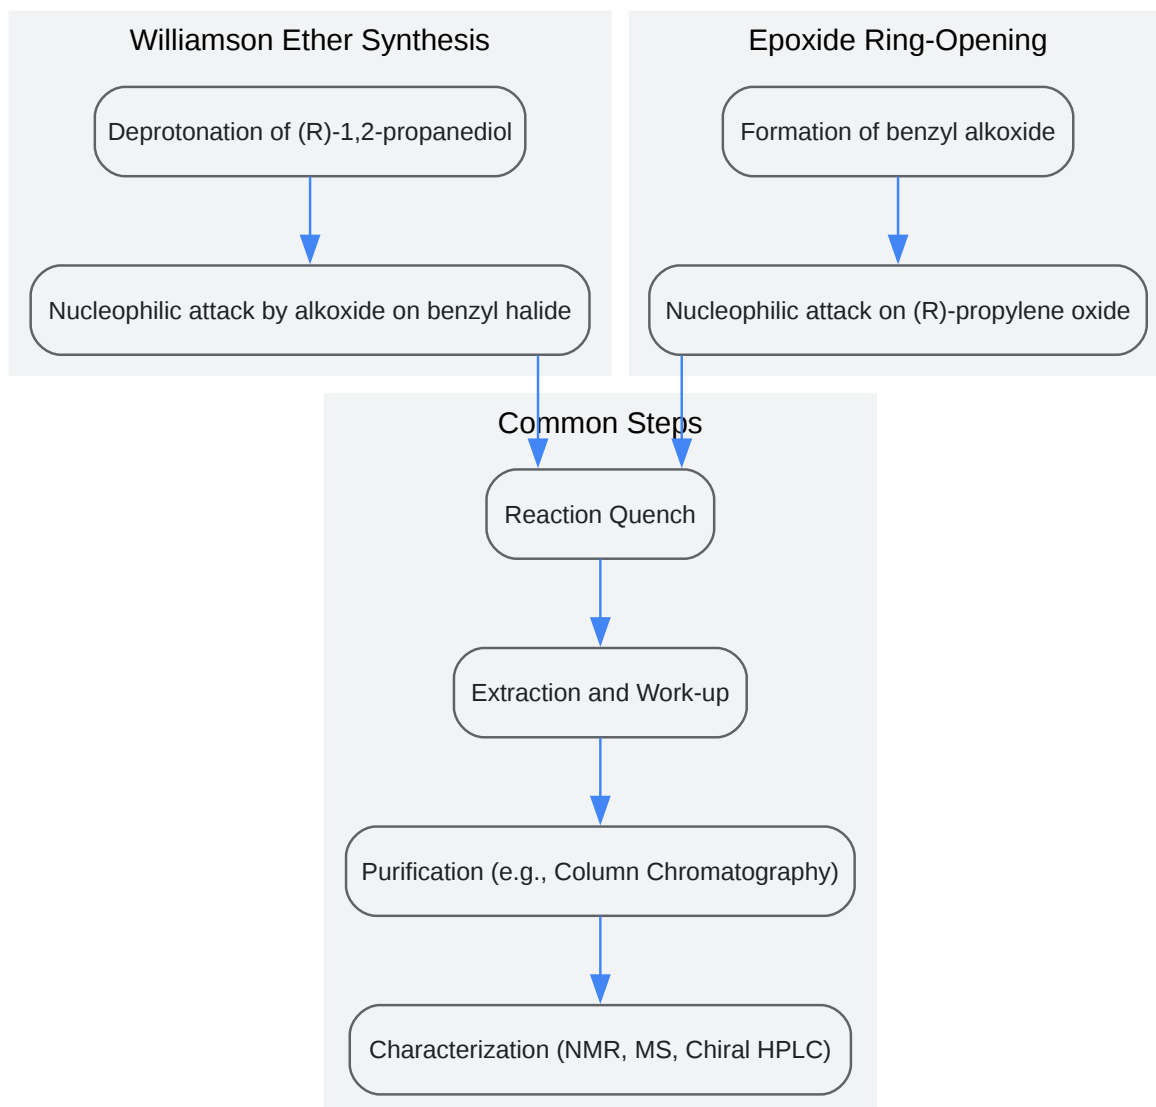 Williamson Ether Synthesis
Deprotonation of (R)-1,2-propanediol
Nucleophilic attack by alkoxide on benzyl halide
Epoxide Ring-Opening
Formation of benzyl alkoxide
Nucleophilic attack on (R)-propylene oxide
Common Steps
Reaction Quench
Extraction and Work-up
Purification (e.g., Column Chromatography)
Characterization (NMR, MS, Chiral HPLC)